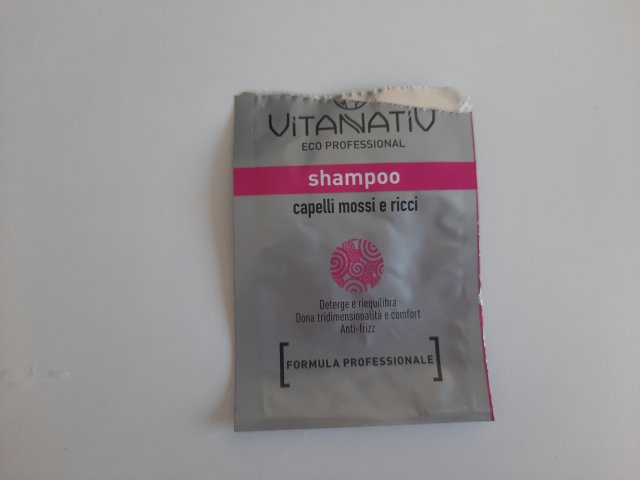 ViTANATiV
ECO PROFESSIONAL
shampoo
capelli mossi e ricci
Deterge e riequilibra
Dona tridimensionalità e comfort
Anti-frizz
[FORMULA PROFESSIONALE]